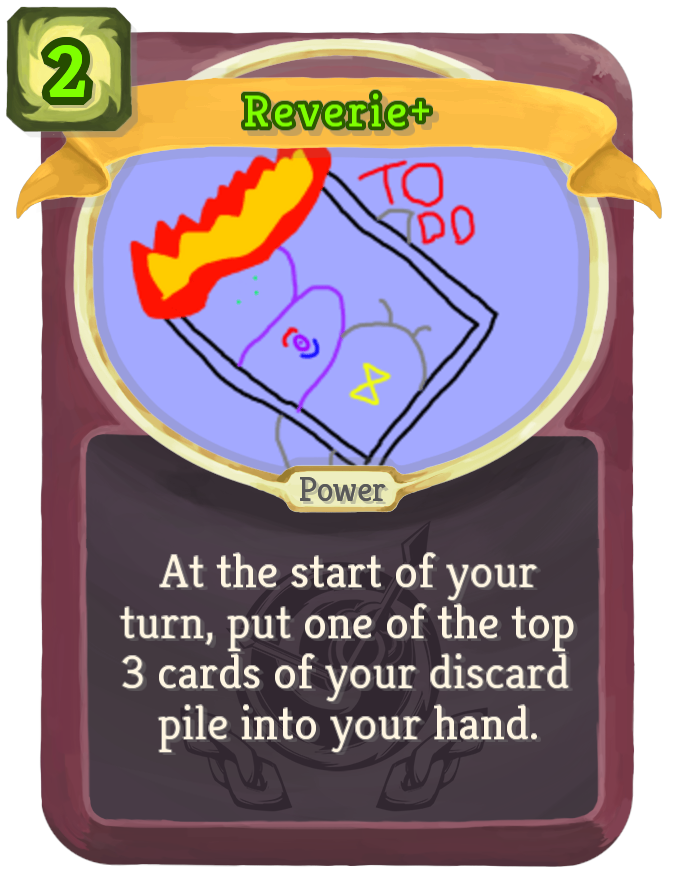 2
Reverie+
TO
DO
Power
At the start of your
turn, put one of the top
3 cards of your discard
pile into your hand.